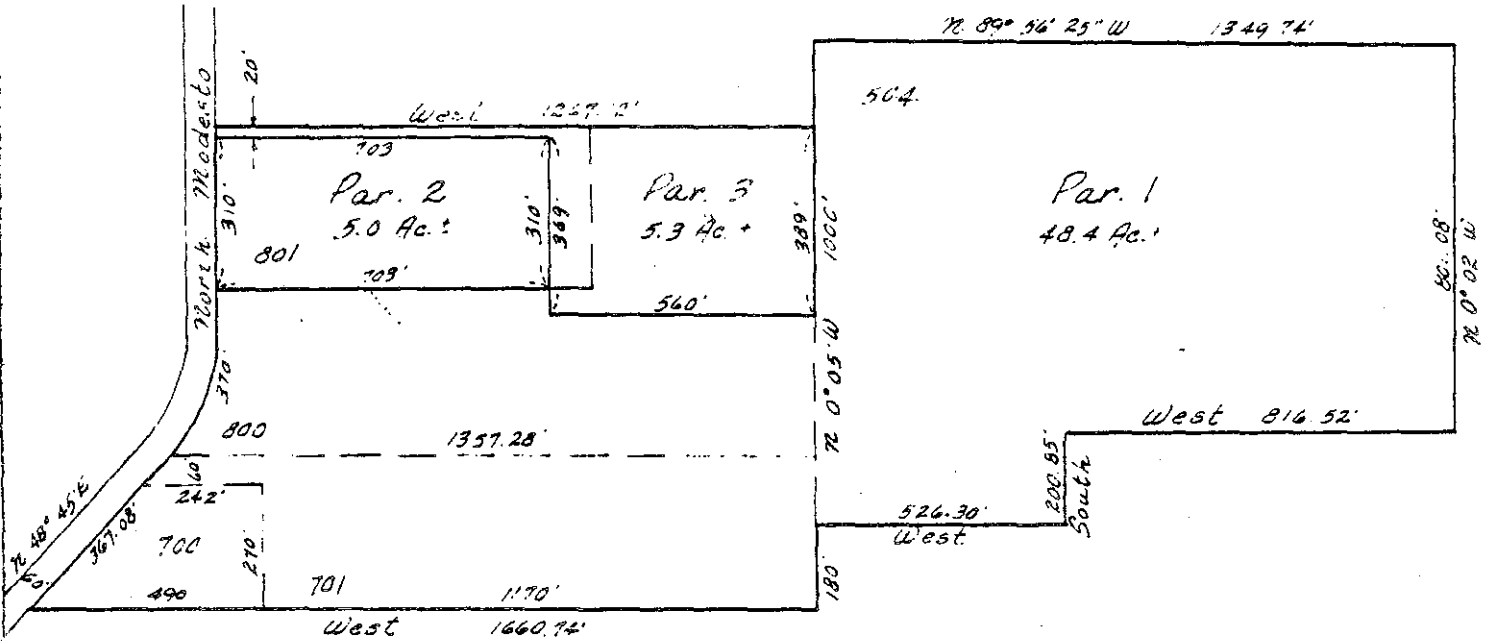 N. 89° 56' 25" W 1349.74'
20'
West
504
703
North Modesto
Par. 2
5.0 Ac.±
310'
310'
369'
Par. 3
5.3 Ac. +
389'
1000'
Par. 1
48.4 Ac.±
N 0° 02' W
801
703'
560'
N 0° 05' W
370'
800
1357.28'
West 816.52'
200.85'
South
60'
242'
526.30'
West
N 48° 45' E
367.08'
60'
700
270'
490
701
1170'
180'
West 1660.74'